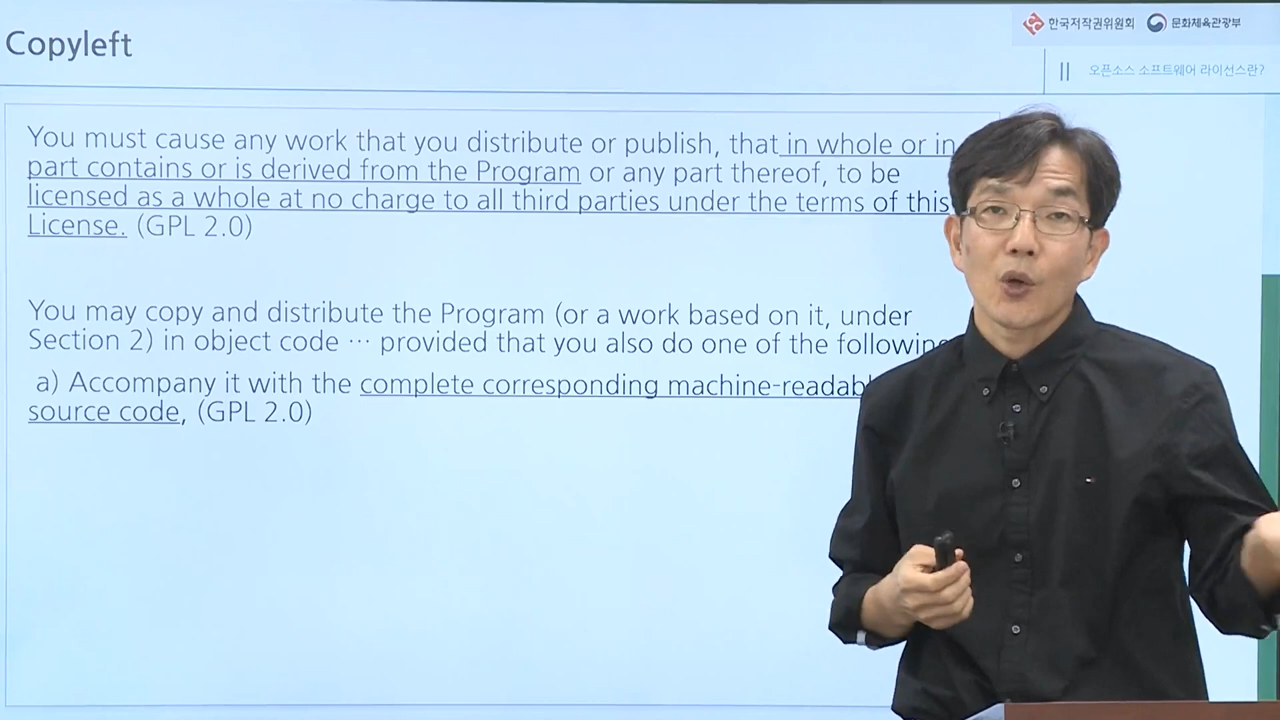 Copyleft
한국저작권위원회 문화체육관광부
오픈소스 소프트웨어 라이선스란?
You must cause any work that you distribute or publish, that in whole or in
part contains or is derived from the Program or any part thereof, to be
licensed as a whole at no charge to all third parties under the terms of this
License. (GPL 2.0)
You may copy and distribute the Program (or a work based on it, under
Section 2) in object code ··· provided that you also do one of the following
a) Accompany it with the complete corresponding machine-readabl
source code, (GPL 2.0)